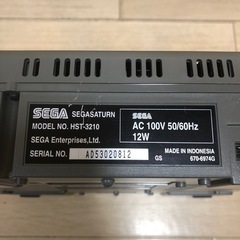 SEGA SEGASATURN
MODEL NO. HST-3210
SEGA Enterprises,Ltd.
SERIAL NO. AD53020812
SEGA
AC 100V 50/60Hz
12W
MADE IN INDONESIA
GS 670-6974G